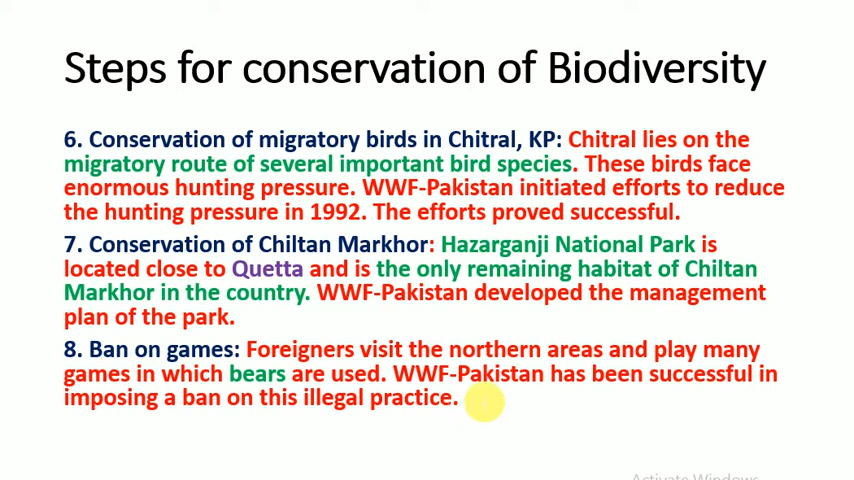 Steps for conservation of Biodiversity
6. Conservation of migratory birds in Chitral, KP: Chitral lies on the
migratory route of several important bird species. These birds face
enormous hunting pressure. WWF-Pakistan initiated efforts to reduce
the hunting pressure in 1992. The efforts proved successful.
7. Conservation of Chiltan Markhor: Hazarganji National Park is
located close to Quetta and is the only remaining habitat of Chiltan
Markhor in the country. WWF-Pakistan developed the management
plan of the park.
8. Ban on games: Foreigners visit the northern areas and play many
games in which bears are used. WWF-Pakistan has been successful in
imposing a ban on this illegal practice.
Activate Windows